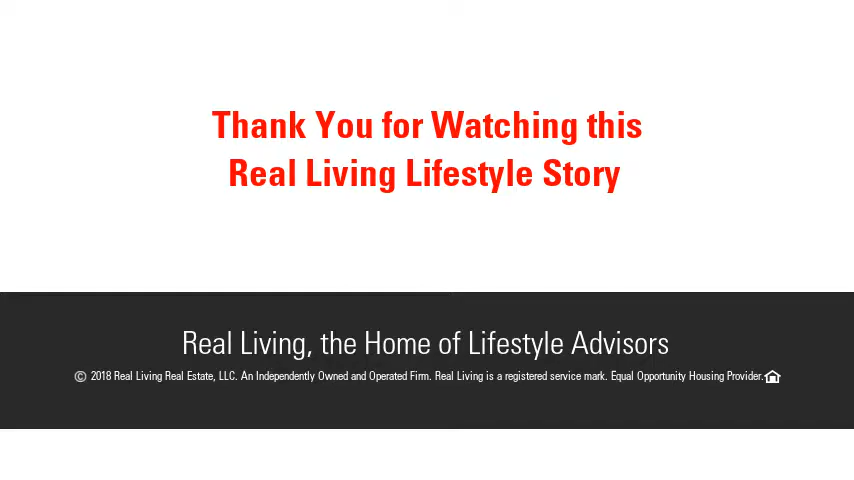 Thank You for Watching this
Real Living Lifestyle Story
Real Living, the Home of Lifestyle Advisors
© 2018 Real Living Real Estate, LLC. An Independently Owned and Operated Firm. Real Living is a registered service mark. Equal Opportunity Housing Provider.